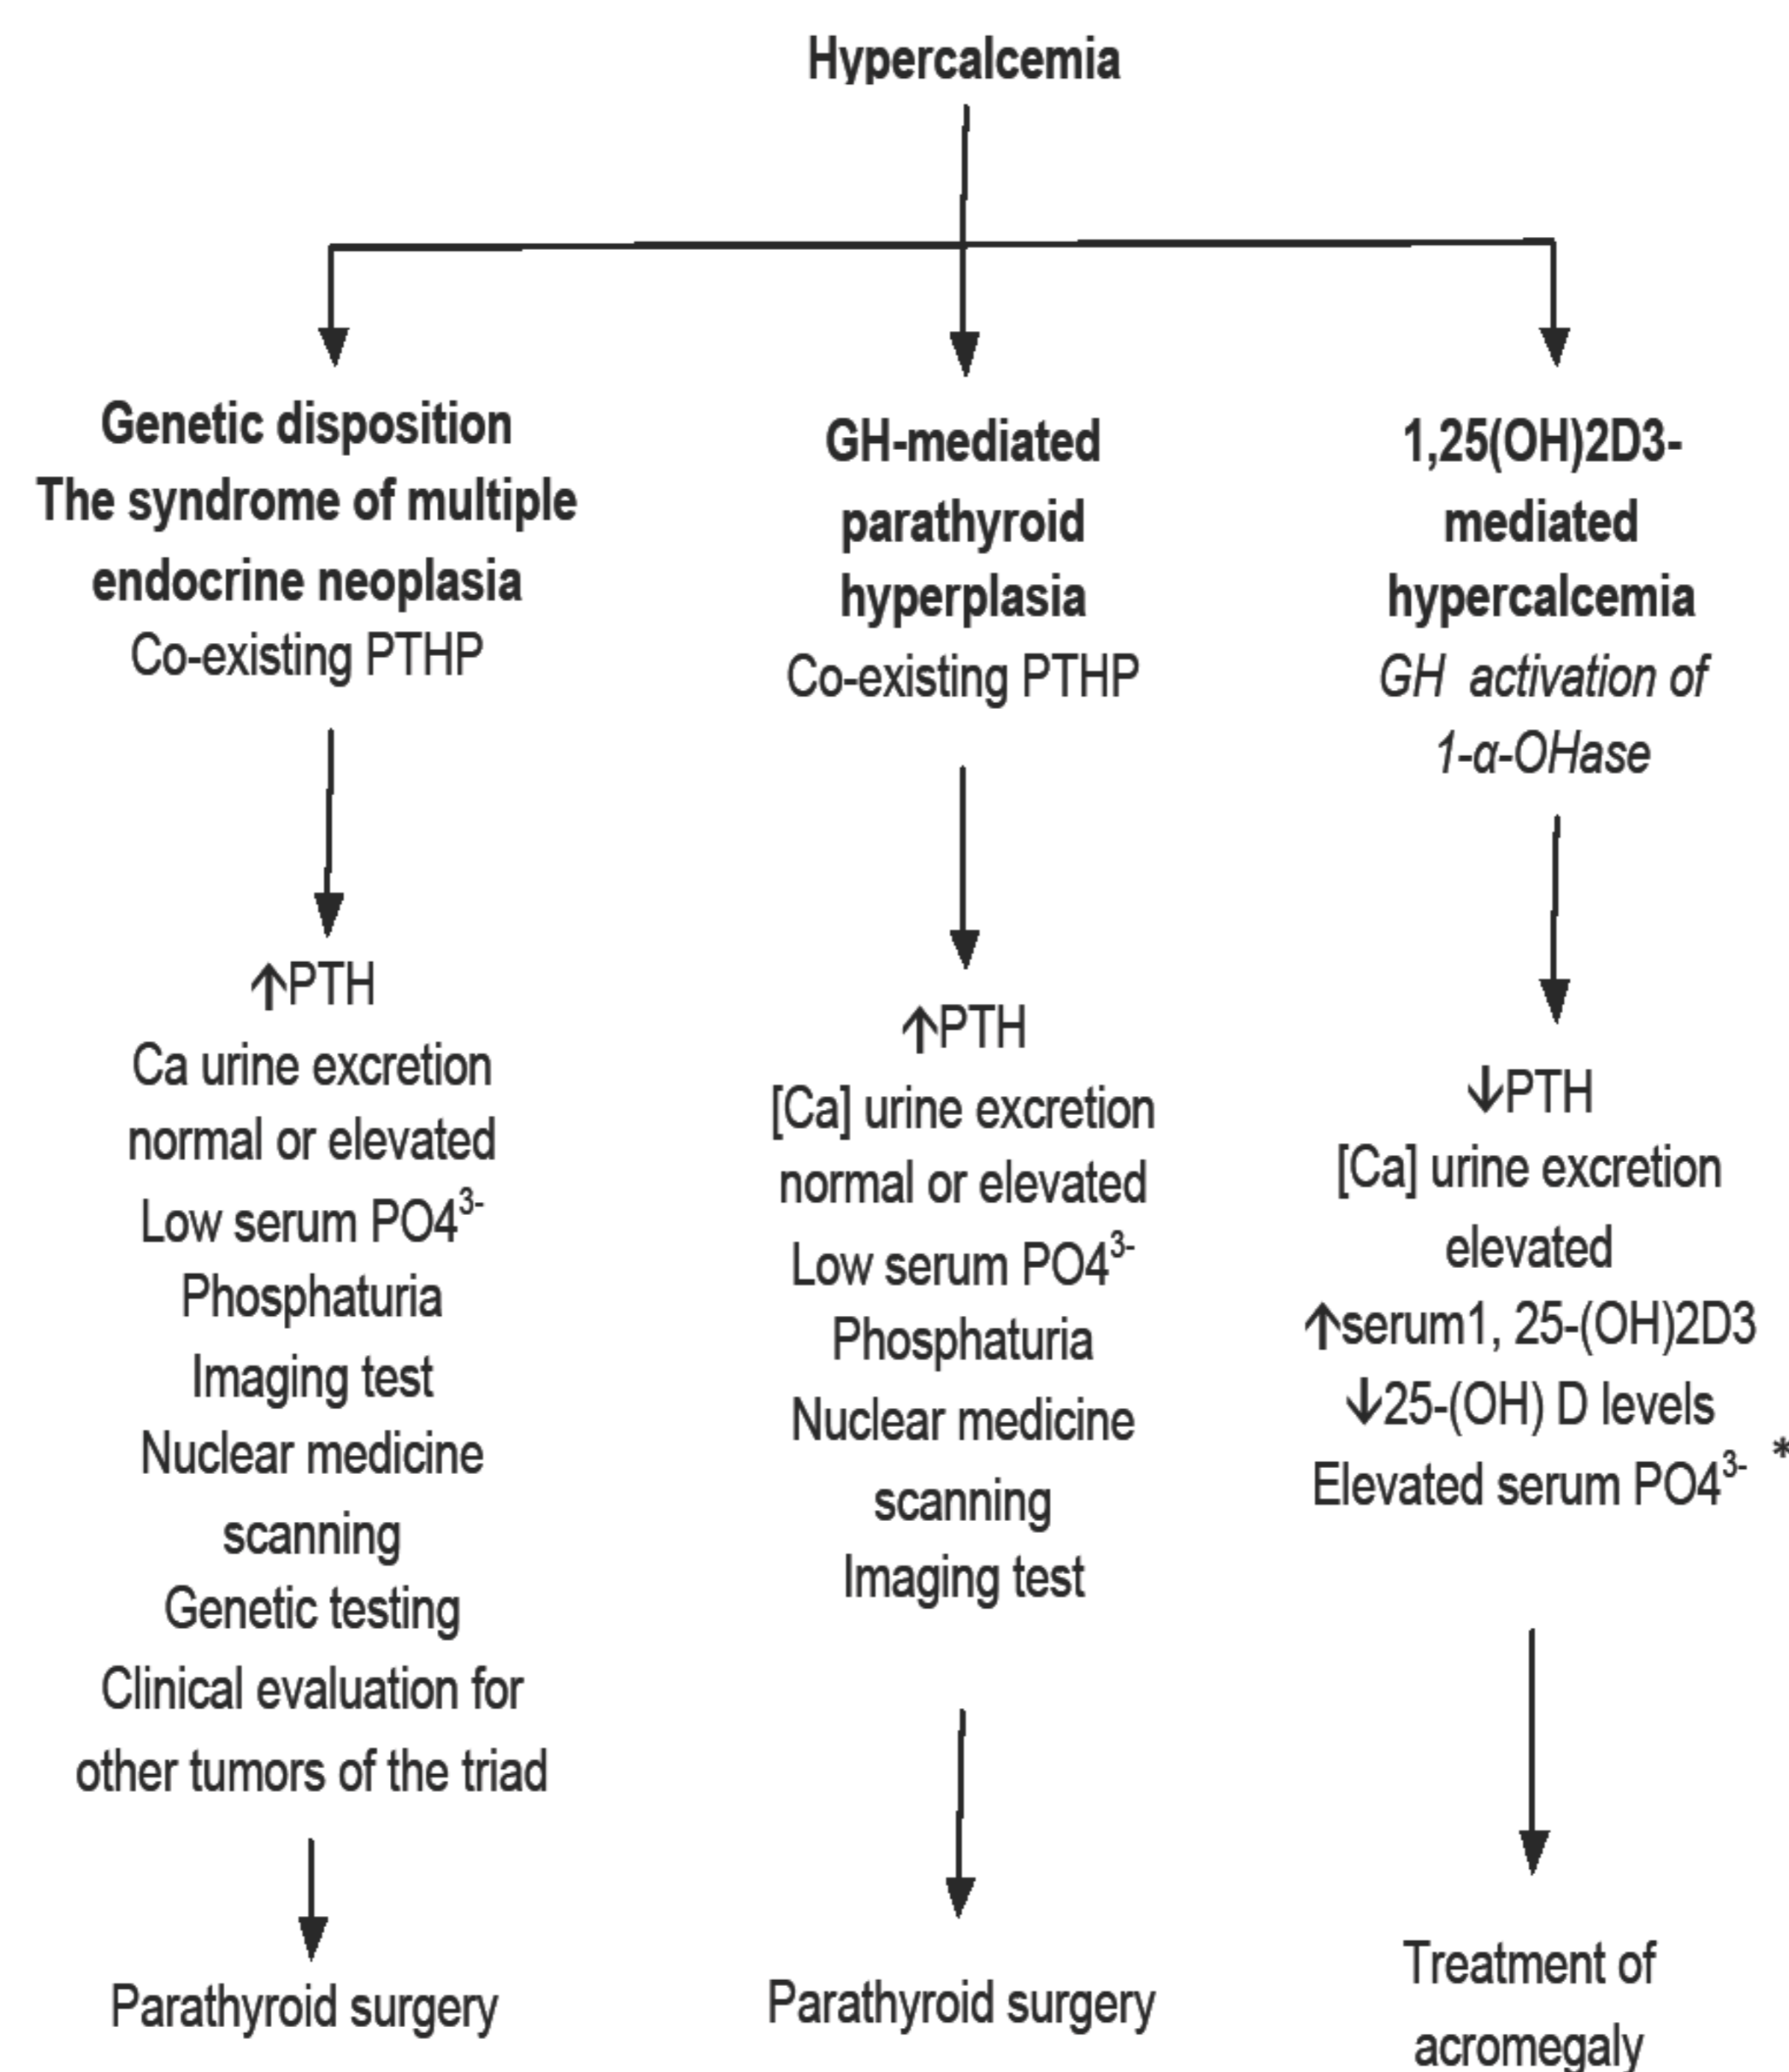 Hypercalcemia
Genetic disposition
The syndrome of multiple
endocrine neoplasia
Co-existing PTHP
↑PTH
Ca urine excretion
normal or elevated
Low serum PO4³⁻
Phosphaturia
Imaging test
Nuclear medicine
scanning
Genetic testing
Clinical evaluation for
other tumors of the triad
Parathyroid surgery
GH-mediated
parathyroid
hyperplasia
Co-existing PTHP
↑PTH
[Ca] urine excretion
normal or elevated
Low serum PO4³⁻
Phosphaturia
Nuclear medicine
scanning
Imaging test
Parathyroid surgery
1,25(OH)2D3-
mediated
hypercalcemia
GH activation of
1-α-OHase
↓PTH
[Ca] urine excretion
elevated
↑serum1, 25-(OH)2D3
↓25-(OH) D levels
Elevated serum PO4³⁻ *
Treatment of
acromegaly